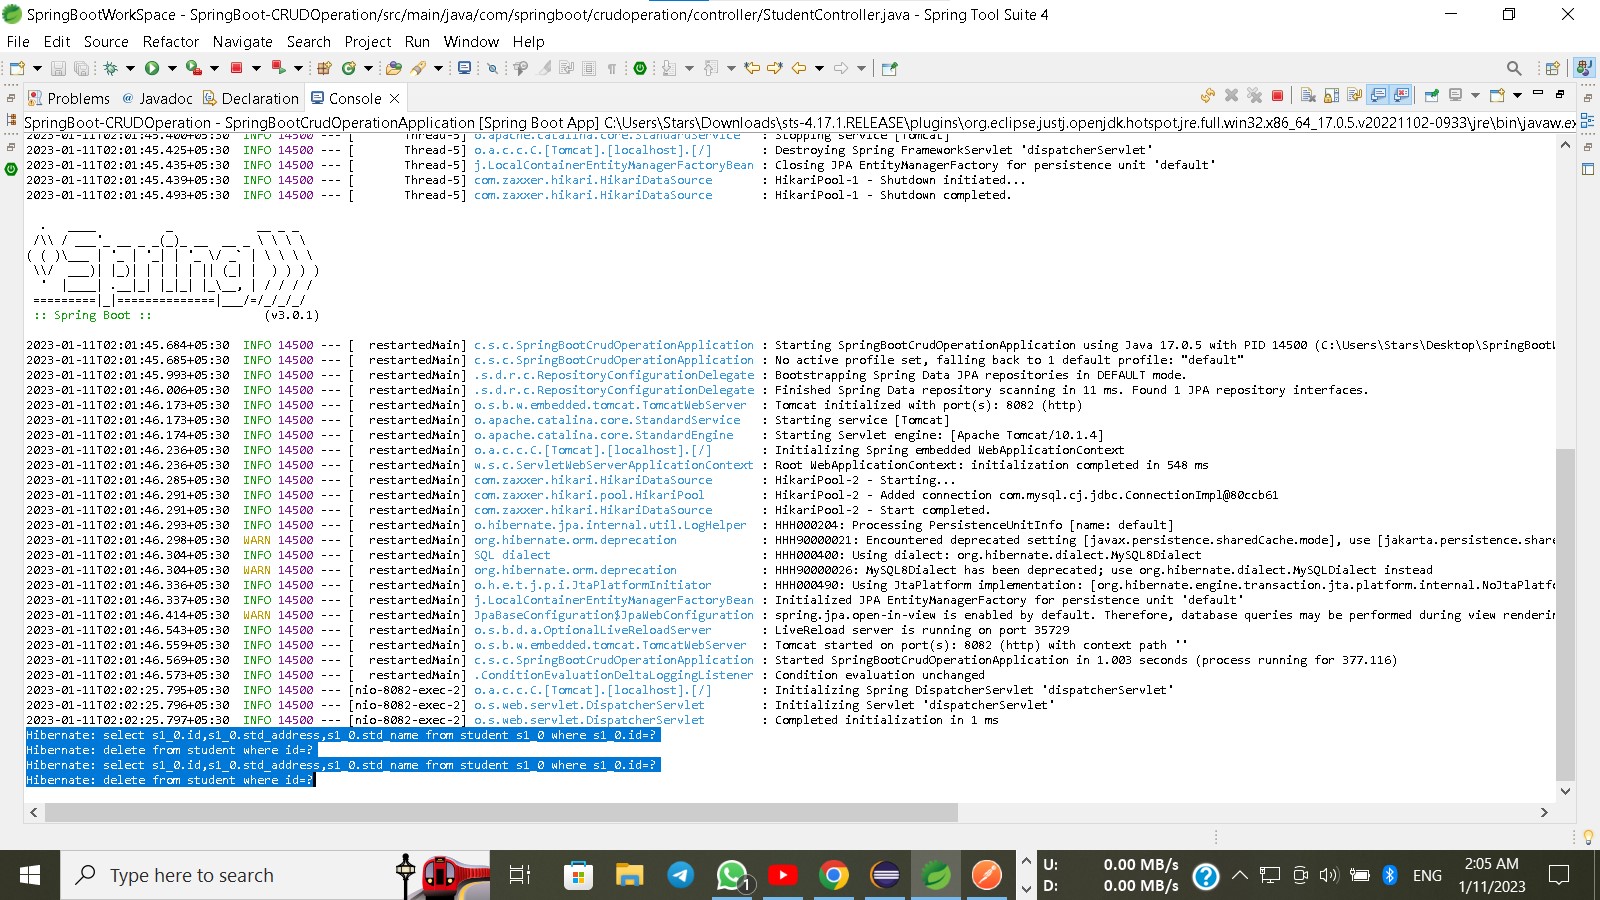 SpringBootWorkSpace - SpringBoot-CRUDOperation/src/main/java/com/springboot/crudoperation/controller/StudentController.java - Spring Tool Suite 4
File Edit Source Refactor Navigate Search Project Run Window Help
Problems @ Javadoc Declaration Console
SpringBoot-CRUDOperation - SpringBootCrudOperationApplication [Spring Boot App] C:\Users\Stars\Downloads\sts-4.17.1.RELEASE\plugins\org.eclipse.justj.openjdk.hotspot.jre.full.win32.x86_64_17.0.5.v20221102-0933\jre\bin\javaw.ex
2023-01-11T02:01:45.400+05:30 INFO 14500 --- [ Thread-5] o.apache.catalina.core.StandardService : Stopping service [Tomcat]
2023-01-11T02:01:45.425+05:30 INFO 14500 --- [ Thread-5] o.a.c.c.C.[Tomcat].[localhost].[/] : Destroying Spring FrameworkServlet 'dispatcherServlet'
2023-01-11T02:01:45.435+05:30 INFO 14500 --- [ Thread-5] j.LocalContainerEntityManagerFactoryBean : Closing JPA EntityManagerFactory for persistence unit 'default'
2023-01-11T02:01:45.439+05:30 INFO 14500 --- [ Thread-5] com.zaxxer.hikari.HikariDataSource : HikariPool-1 - Shutdown initiated...
2023-01-11T02:01:45.493+05:30 INFO 14500 --- [ Thread-5] com.zaxxer.hikari.HikariDataSource : HikariPool-1 - Shutdown completed.
Spring
:: Spring Boot :: (v3.0.1)
2023-01-11T02:01:45.684+05:30 INFO 14500 --- [ restartedMain] c.s.c.SpringBootCrudOperationApplication : Starting SpringBootCrudOperationApplication using Java 17.0.5 with PID 14500 (C:\Users\Stars\Desktop\SpringBootW
2023-01-11T02:01:45.685+05:30 INFO 14500 --- [ restartedMain] c.s.c.SpringBootCrudOperationApplication : No active profile set, falling back to 1 default profile: "default"
2023-01-11T02:01:45.993+05:30 INFO 14500 --- [ restartedMain] .s.d.r.c.RepositoryConfigurationDelegate : Bootstrapping Spring Data JPA repositories in DEFAULT mode.
2023-01-11T02:01:46.006+05:30 INFO 14500 --- [ restartedMain] .s.d.r.c.RepositoryConfigurationDelegate : Finished Spring Data repository scanning in 11 ms. Found 1 JPA repository interfaces.
2023-01-11T02:01:46.173+05:30 INFO 14500 --- [ restartedMain] o.s.b.w.embedded.tomcat.TomcatWebServer : Tomcat initialized with port(s): 8082 (http)
2023-01-11T02:01:46.173+05:30 INFO 14500 --- [ restartedMain] o.apache.catalina.core.StandardService : Starting service [Tomcat]
2023-01-11T02:01:46.174+05:30 INFO 14500 --- [ restartedMain] o.apache.catalina.core.StandardEngine : Starting Servlet engine: [Apache Tomcat/10.1.4]
2023-01-11T02:01:46.236+05:30 INFO 14500 --- [ restartedMain] o.a.c.c.C.[Tomcat].[localhost].[/] : Initializing Spring embedded WebApplicationContext
2023-01-11T02:01:46.236+05:30 INFO 14500 --- [ restartedMain] w.s.c.ServletWebServerApplicationContext : Root WebApplicationContext: initialization completed in 548 ms
2023-01-11T02:01:46.285+05:30 INFO 14500 --- [ restartedMain] com.zaxxer.hikari.HikariDataSource : HikariPool-2 - Starting...
2023-01-11T02:01:46.291+05:30 INFO 14500 --- [ restartedMain] com.zaxxer.hikari.pool.HikariPool : HikariPool-2 - Added connection com.mysql.cj.jdbc.ConnectionImpl@80ccb61
2023-01-11T02:01:46.291+05:30 INFO 14500 --- [ restartedMain] com.zaxxer.hikari.HikariDataSource : HikariPool-2 - Start completed.
2023-01-11T02:01:46.293+05:30 INFO 14500 --- [ restartedMain] o.hibernate.jpa.internal.util.LogHelper : HHH000204: Processing PersistenceUnitInfo [name: default]
2023-01-11T02:01:46.298+05:30 WARN 14500 --- [ restartedMain] org.hibernate.orm.deprecation : HHH90000021: Encountered deprecated setting [javax.persistence.sharedCache.mode], use [jakarta.persistence.share
2023-01-11T02:01:46.304+05:30 INFO 14500 --- [ restartedMain] SQL dialect : HHH000400: Using dialect: org.hibernate.dialect.MySQL8Dialect
2023-01-11T02:01:46.304+05:30 WARN 14500 --- [ restartedMain] org.hibernate.orm.deprecation : HHH90000026: MySQL8Dialect has been deprecated; use org.hibernate.dialect.MySQLDialect instead
2023-01-11T02:01:46.336+05:30 INFO 14500 --- [ restartedMain] o.h.e.t.j.p.i.JtaPlatformInitiator : HHH000490: Using JtaPlatform implementation: [org.hibernate.engine.transaction.jta.platform.internal.NoJtaPlatfo
2023-01-11T02:01:46.337+05:30 INFO 14500 --- [ restartedMain] j.LocalContainerEntityManagerFactoryBean : Initialized JPA EntityManagerFactory for persistence unit 'default'
2023-01-11T02:01:46.414+05:30 WARN 14500 --- [ restartedMain] JpaBaseConfiguration$JpaWebConfiguration : spring.jpa.open-in-view is enabled by default. Therefore, database queries may be performed during view renderin
2023-01-11T02:01:46.543+05:30 INFO 14500 --- [ restartedMain] o.s.b.d.a.OptionalLiveReloadServer : LiveReload server is running on port 35729
2023-01-11T02:01:46.559+05:30 INFO 14500 --- [ restartedMain] o.s.b.w.embedded.tomcat.TomcatWebServer : Tomcat started on port(s): 8082 (http) with context path ''
2023-01-11T02:01:46.569+05:30 INFO 14500 --- [ restartedMain] c.s.c.SpringBootCrudOperationApplication : Started SpringBootCrudOperationApplication in 1.003 seconds (process running for 377.116)
2023-01-11T02:01:46.573+05:30 INFO 14500 --- [ restartedMain] .ConditionEvaluationDeltaLoggingListener : Condition evaluation unchanged
2023-01-11T02:02:25.795+05:30 INFO 14500 --- [nio-8082-exec-2] o.a.c.c.C.[Tomcat].[localhost].[/] : Initializing Spring DispatcherServlet 'dispatcherServlet'
2023-01-11T02:02:25.796+05:30 INFO 14500 --- [nio-8082-exec-2] o.s.web.servlet.DispatcherServlet : Initializing Servlet 'dispatcherServlet'
2023-01-11T02:02:25.797+05:30 INFO 14500 --- [nio-8082-exec-2] o.s.web.servlet.DispatcherServlet : Completed initialization in 1 ms
Hibernate: select s1_0.id,s1_0.std_address,s1_0.std_name from student s1_0 where s1_0.id=?
Hibernate: delete from student where id=?
Hibernate: select s1_0.id,s1_0.std_address,s1_0.std_name from student s1_0 where s1_0.id=?
Hibernate: delete from student where id=?
Type here to search
1
U: 0.00 MB/s
D: 0.00 MB/s
ENG
2:05 AM
1/11/2023